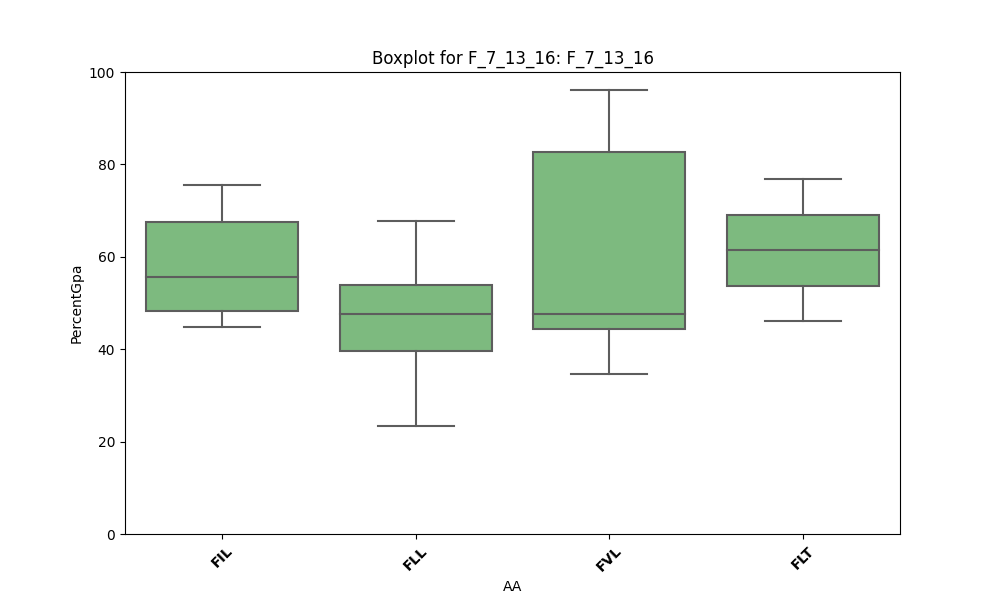 Boxplot for F_7_13_16: F_7_13_16
PercentGpa
100
80
60
40
20
0
FIL
FLL
FVL
FLT
AA